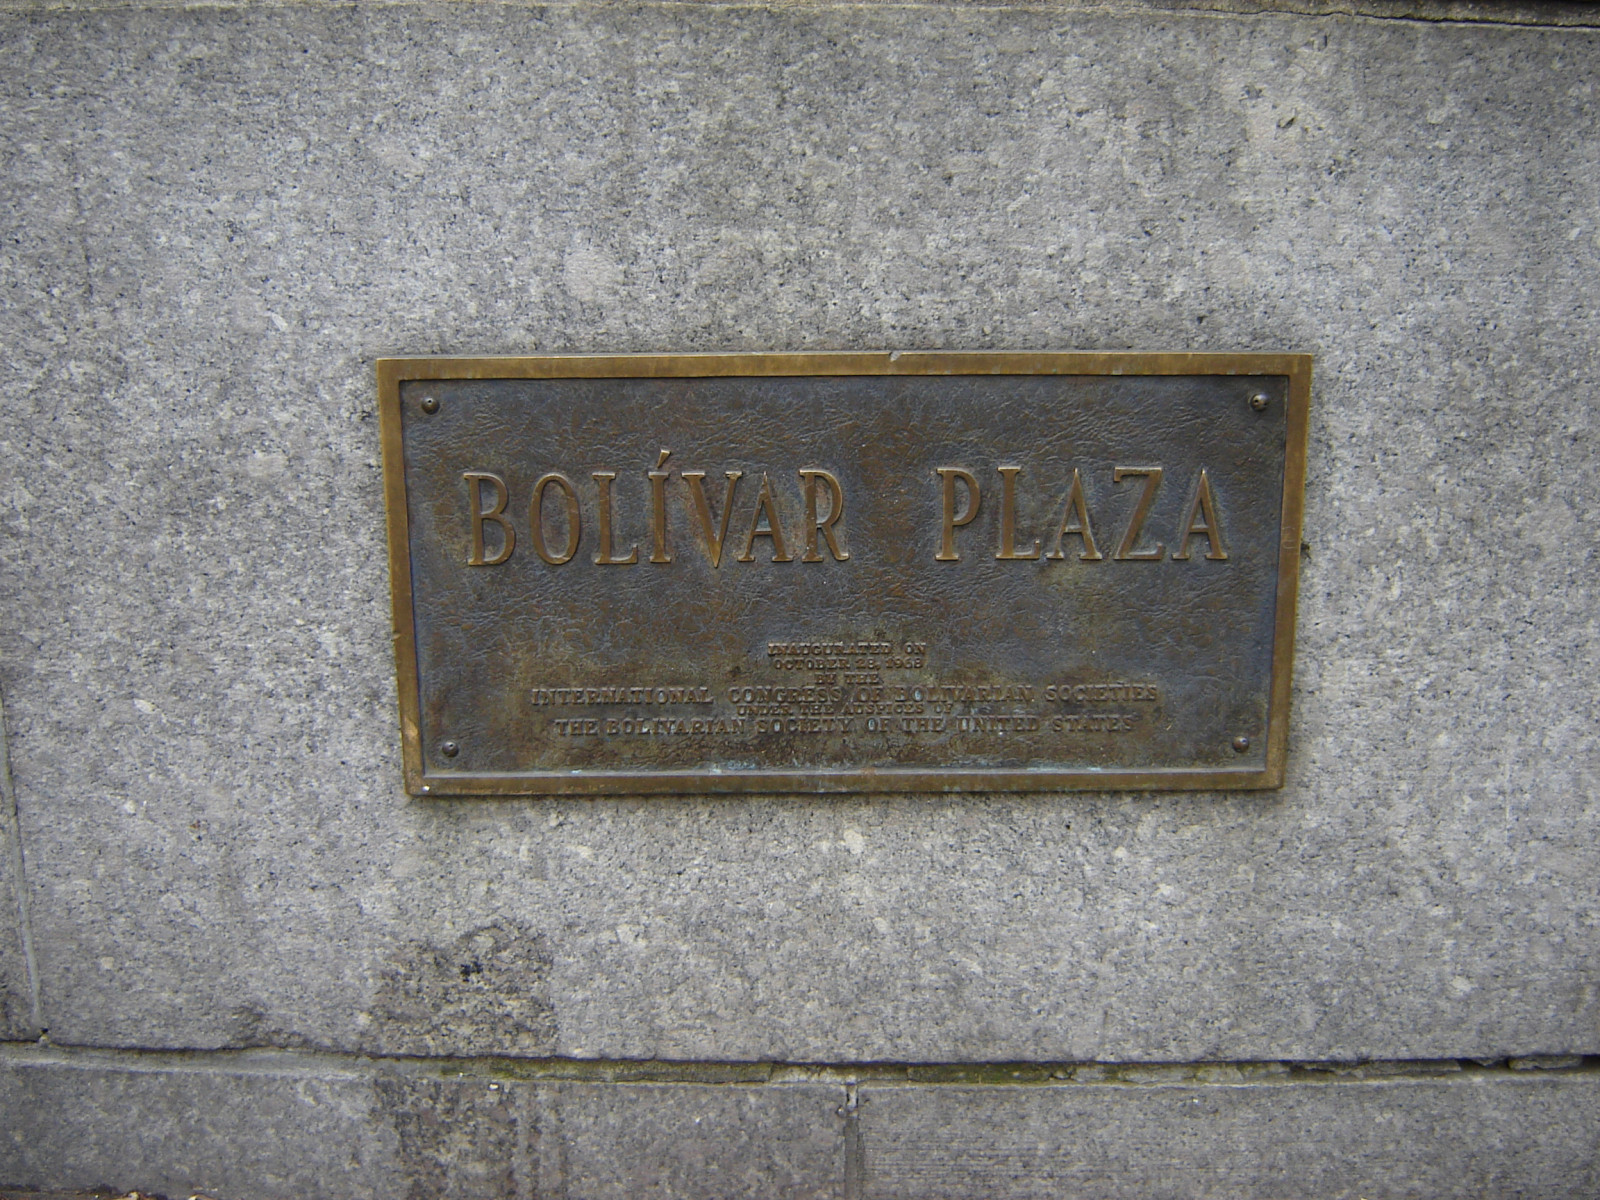 BOLÍVAR PLAZA
INAUGURATED ON
OCTOBER 28, 1968
BY THE
INTERNATIONAL CONGRESS OF BOLIVARIAN SOCIETIES
UNDER THE AUSPICES OF
THE BOLIVARIAN SOCIETY OF THE UNITED STATES